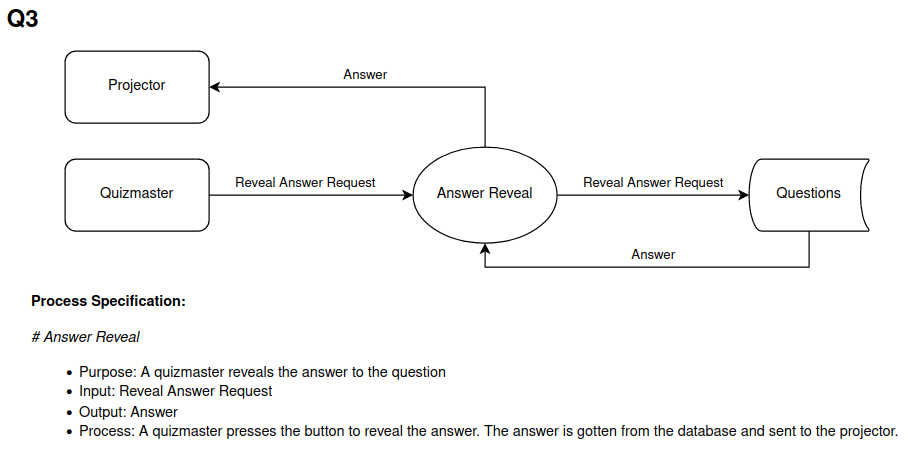 Q3
Answer
Projector
Reveal Answer Request
Reveal Answer Request
Quizmaster
Answer Reveal
Questions
Answer
Process Specification:
# Answer Reveal
• Purpose: A quizmaster reveals the answer to the question
• Input: Reveal Answer Request
• Output: Answer
• Process: A quizmaster presses the button to reveal the answer. The answer is gotten from the database and sent to the projector.